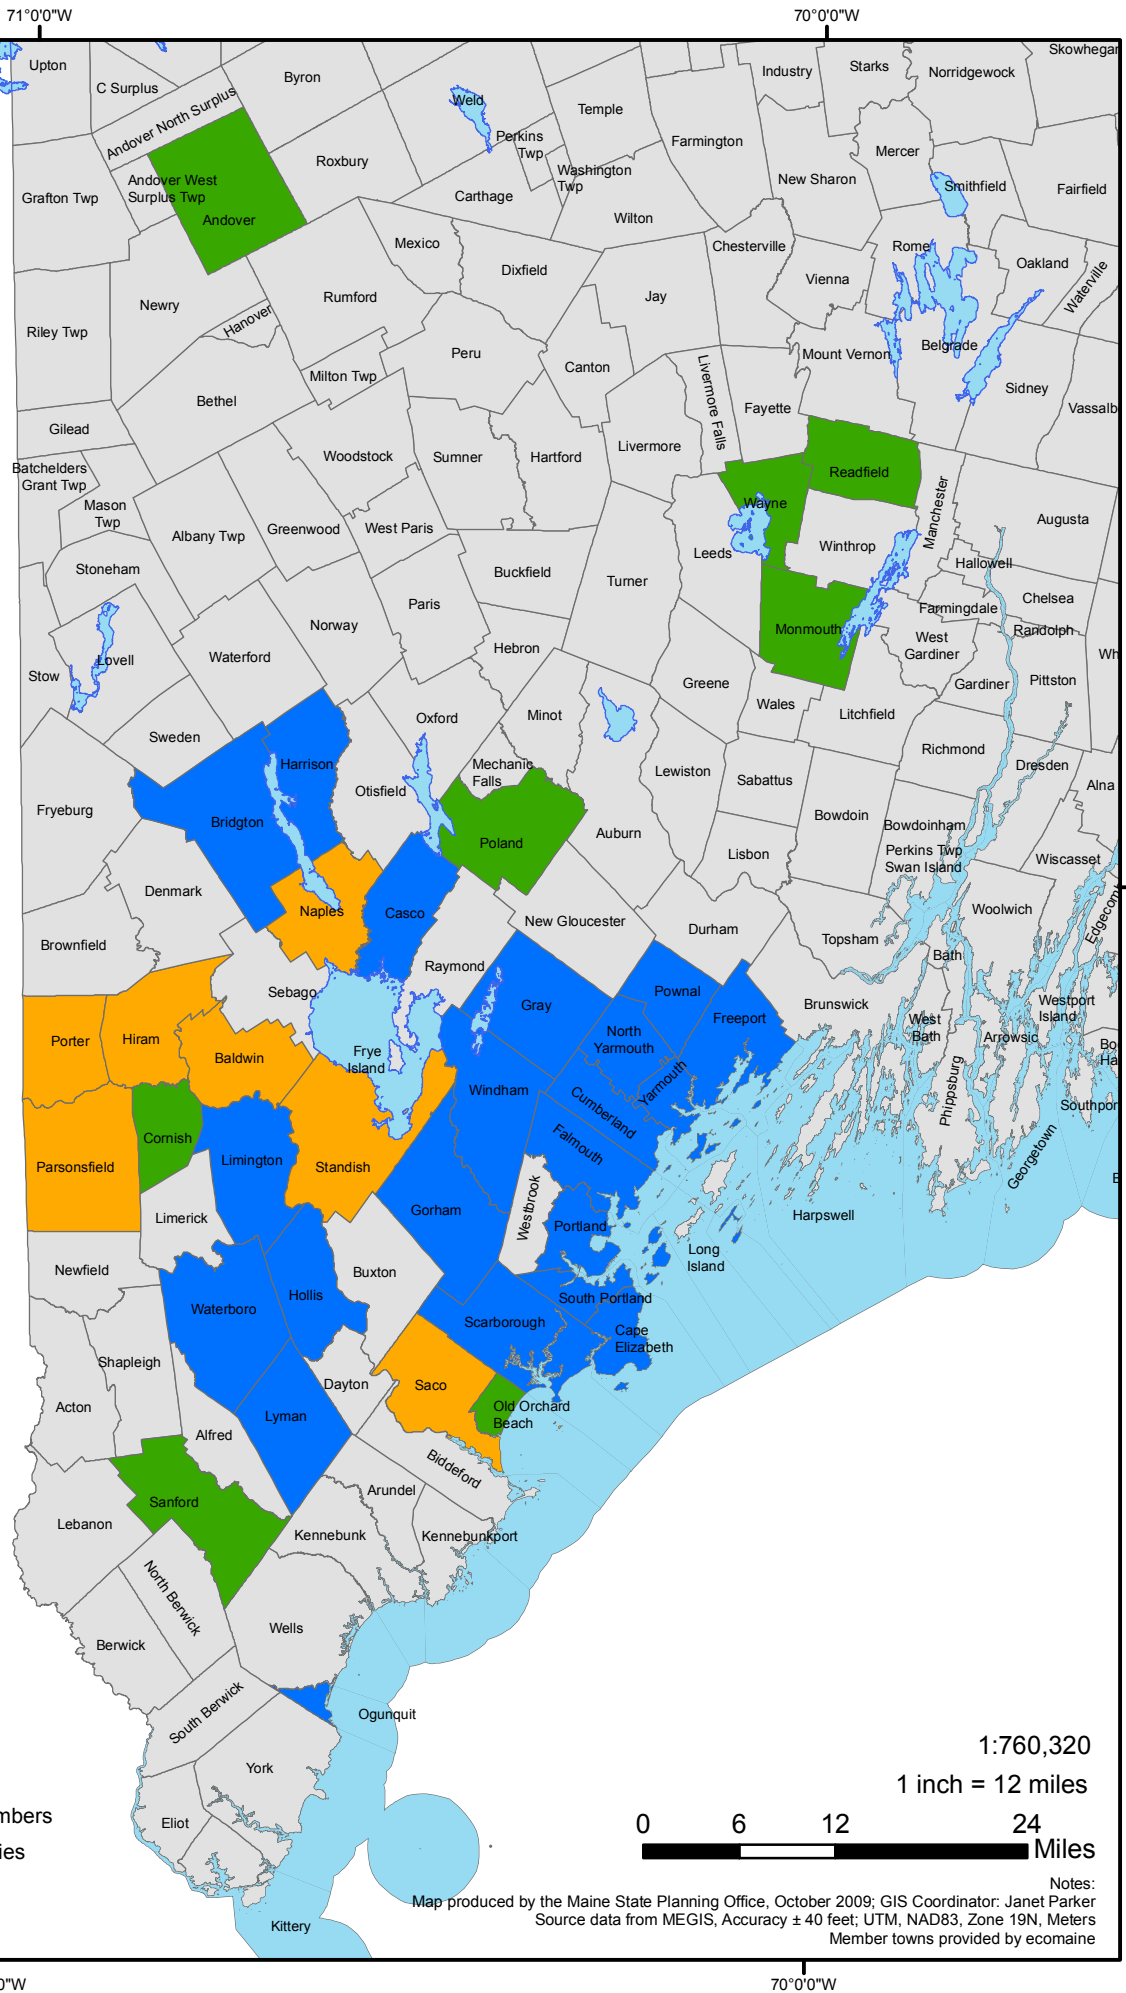 71°0'0"W
70°0'0"W
Upton
C Surplus
Byron
Andover North Surplus
Weld
Temple
Industry
Starks
Norridgewock
Skowhegan
Perkins
Twp
Farmington
Mercer
Roxbury
Washington
Twp
New Sharon
Smithfield
Fairfield
Grafton Twp
Andover West
Surplus Twp
Andover
Carthage
Wilton
Mexico
Chesterville
Rome
Oakland
Waterville
Dixfield
Vienna
Newry
Rumford
Jay
Riley Twp
Hanover
Peru
Canton
Livermore Falls
Mount Vernon
Belgrade
Milton Twp
Sidney
Bethel
Fayette
Vassalb
Gilead
Livermore
Batchelders
Grant Twp
Woodstock
Sumner
Hartford
Readfield
Mason
Twp
Wayne
Manchester
Augusta
Albany Twp
Greenwood
West Paris
Leeds
Winthrop
Hallowell
Stoneham
Buckfield
Turner
Chelsea
Paris
Farmingdale
Norway
Monmouth
Randolph
Lovell
Waterford
Hebron
West
Gardiner
Wh
Stow
Greene
Gardiner
Pittston
Sweden
Oxford
Minot
Wales
Litchfield
Richmond
Harrison
Mechanic
Falls
Lewiston
Sabattus
Dresden
Otisfield
Alna
Fryeburg
Bridgton
Bowdoin
Bowdoinham
Poland
Auburn
Lisbon
Perkins Twp
Swan Island
Wiscasset
Denmark
Naples
Casco
New Gloucester
Durham
Woolwich
Edgecomb
Brownfield
Topsham
Bath
Raymond
Sebago
Gray
Pownal
Freeport
Brunswick
Westport
Island
Porter
Hiram
Baldwin
North
Yarmouth
West
Bath
Arrowsic
Frye
Island
Boo
Ha
Windham
Yarmouth
Phippsburg
Cumberland
Southpor
Cornish
Falmouth
Georgetown
Parsonsfield
Limington
Standish
B
Limerick
Gorham
Westbrook
Portland
Harpswell
Long
Island
Newfield
Buxton
Hollis
Waterboro
South Portland
Scarborough
Cape
Elizabeth
Shapleigh
Dayton
Saco
Acton
Lyman
Old Orchard
Beach
Alfred
Biddeford
Arundel
Sanford
Lebanon
Kennebunk
Kennebunkport
North Berwick
Wells
Berwick
South Berwick
Ogunquit
York
Eliot
Kittery
1:760,320
1 inch = 12 miles
0 6 12 24
Miles
mbers
ies
Notes:
Map produced by the Maine State Planning Office, October 2009; GIS Coordinator: Janet Parker
Source data from MEGIS, Accuracy ± 40 feet; UTM, NAD83, Zone 19N, Meters
Member towns provided by ecomaine
0"W
70°0'0"W